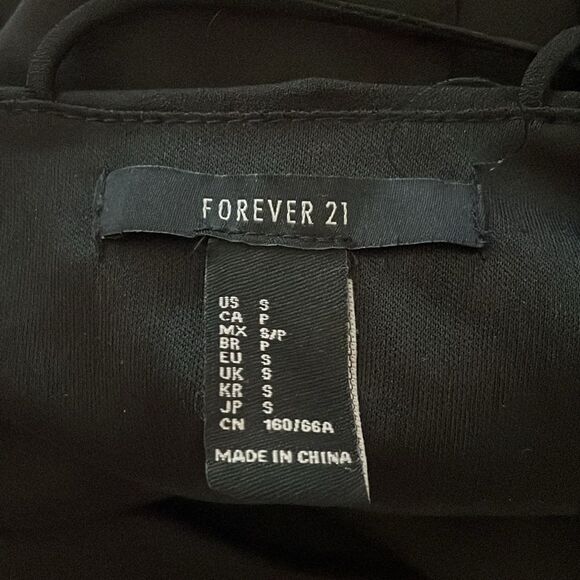 FOREVER 21
US S
CA P
MX S/P
BR P
EU S
UK S
KR S
JP S
CN 160/66A
MADE IN CHINA